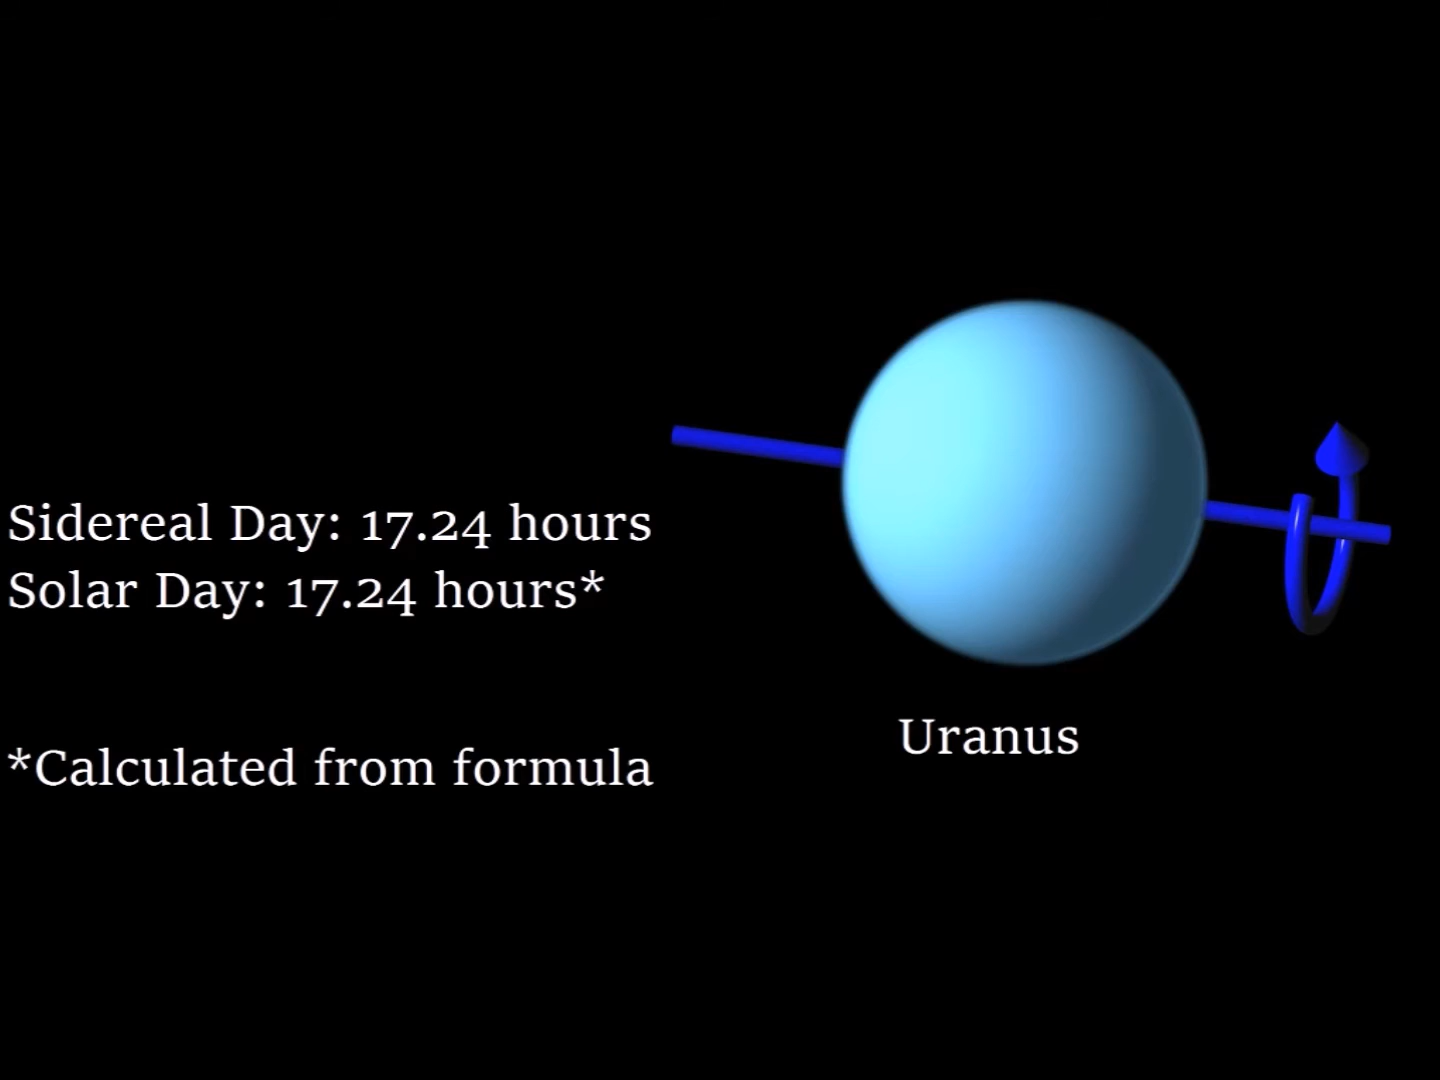 Sidereal Day: 17.24 hours
Solar Day: 17.24 hours*
*Calculated from formula
Uranus